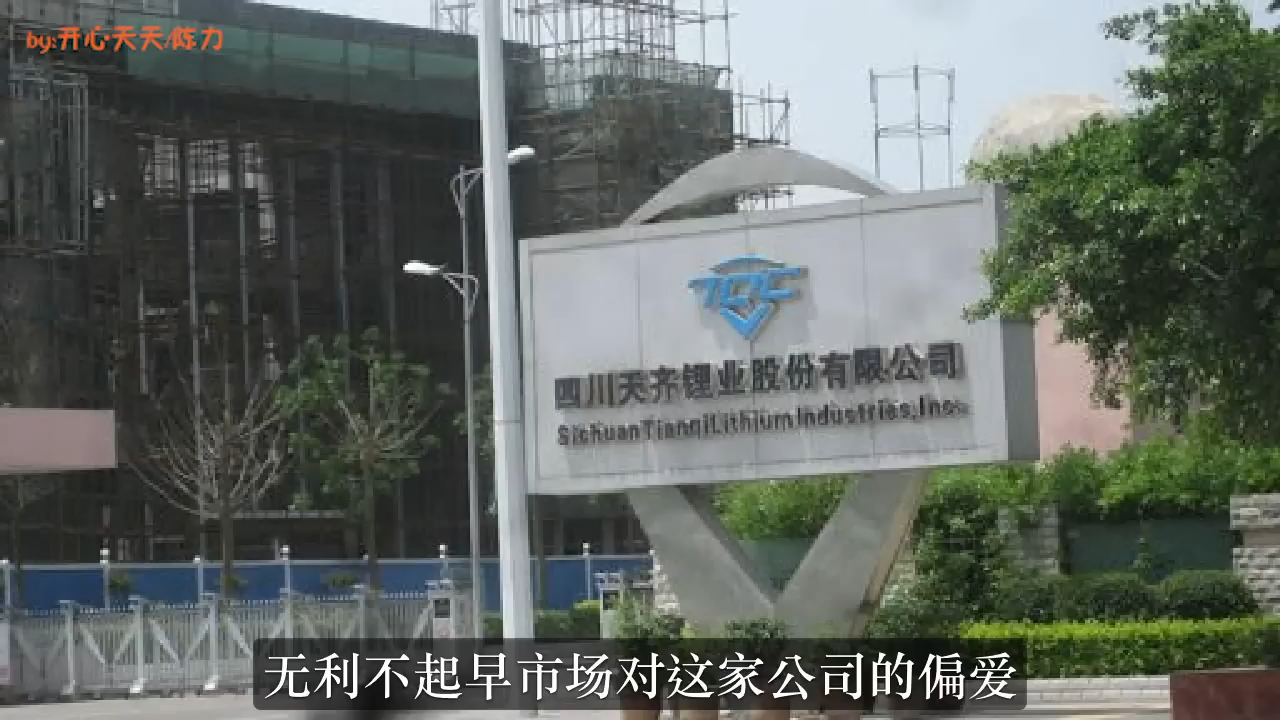 by:开心天天/陈力
TQC
四川天齐锂业股份有限公司
SichuanTianqiLithiumIndustries,Inc.
无利不起早市场对这家公司的偏爱